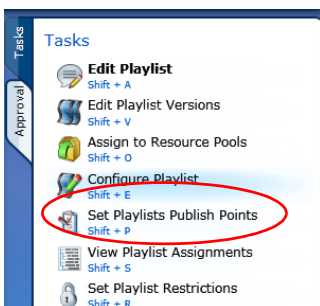 Tasks
Approval
Tasks
Edit Playlist
Shift + A
Edit Playlist Versions
Shift + V
Assign to Resource Pools
Shift + O
Configure Playlist
Shift + E
Set Playlists Publish Points
Shift + P
View Playlist Assignments
Shift + S
Set Playlist Restrictions
Shift + R